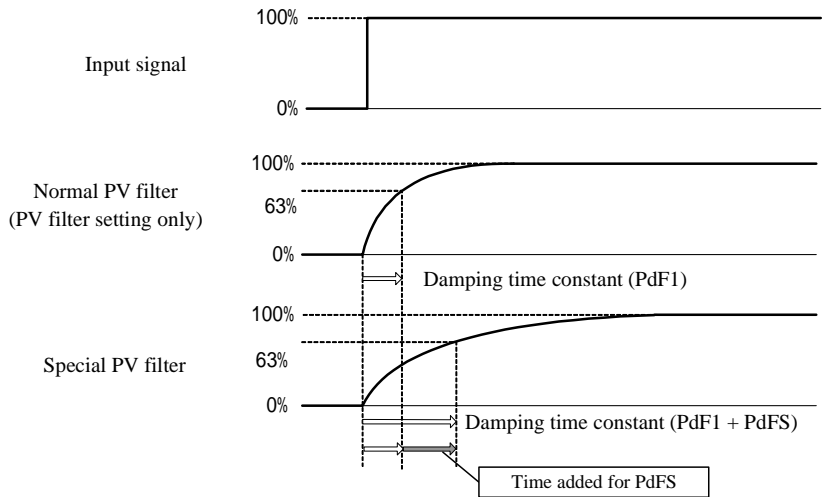 100%
Input signal
0%
100%
Normal PV filter
(PV filter setting only)
63%
0%
Damping time constant (PdF1)
100%
63%
Special PV filter
0%
Damping time constant (PdF1 + PdFS)
Time added for PdFS